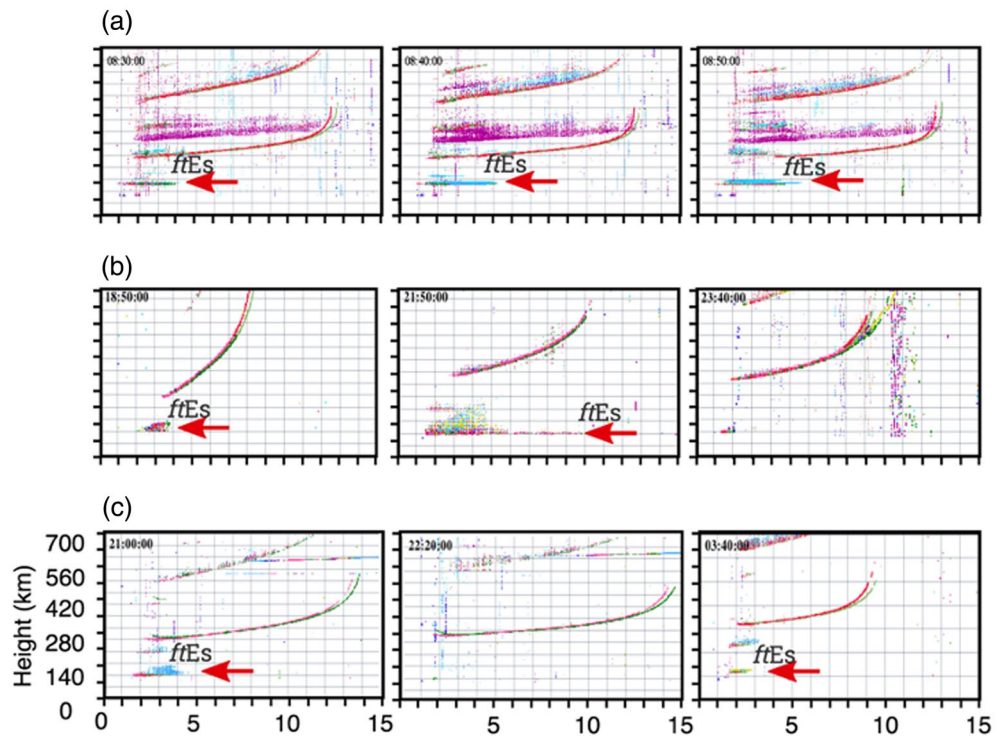 (a)
08:30:00 08:40:00 08:50:00
ftEs ftEs ftEs
(b)
18:50:00 21:50:00 23:40:00
ftEs ftEs
(c)
21:00:00 22:20:00 03:40:00
ftEs ftEs
Height (km)
700
560
420
280
140
0
0 5 10 15 5 10 15 5 10 15